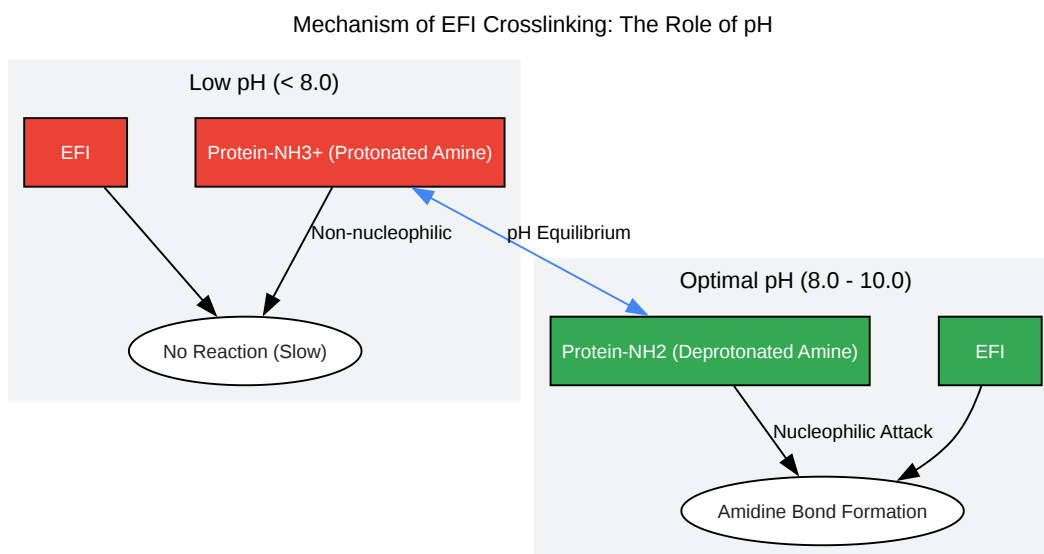 Mechanism of EFI Crosslinking: The Role of pH
Low pH (< 8.0)
EFI
Protein-NH3+ (Protonated Amine)
Non-nucleophilic
pH Equilibrium
No Reaction (Slow)
Optimal pH (8.0 - 10.0)
Protein-NH2 (Deprotonated Amine)
EFI
Nucleophilic Attack
Amidine Bond Formation